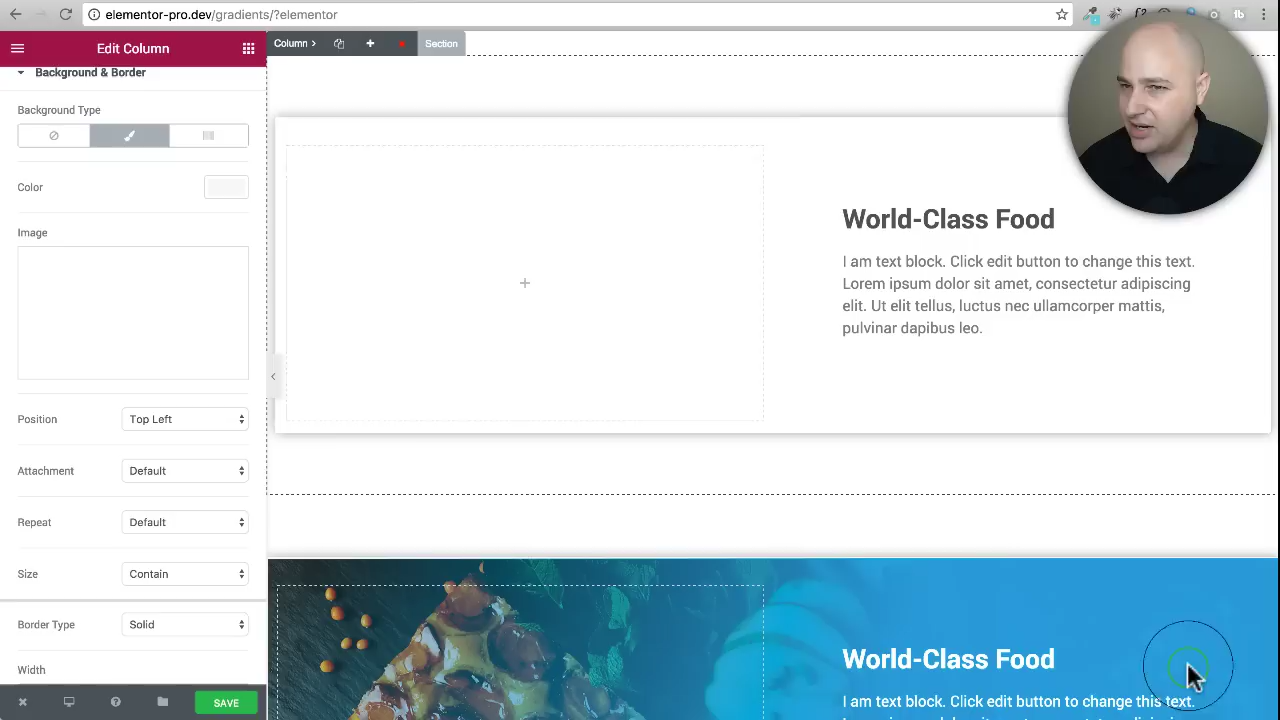 elementor-pro.dev/gradients/?elementor
Edit Column
Column
Section
Background & Border
Background Type
Color
Image
Position
Top Left
Attachment
Default
Repeat
Default
Size
Contain
Border Type
Solid
Width
SAVE
World-Class Food
I am text block. Click edit button to change this text.
Lorem ipsum dolor sit amet, consectetur adipiscing
elit. Ut elit tellus, luctus nec ullamcorper mattis,
pulvinar dapibus leo.
World-Class Food
I am text block. Click edit button to change this text.